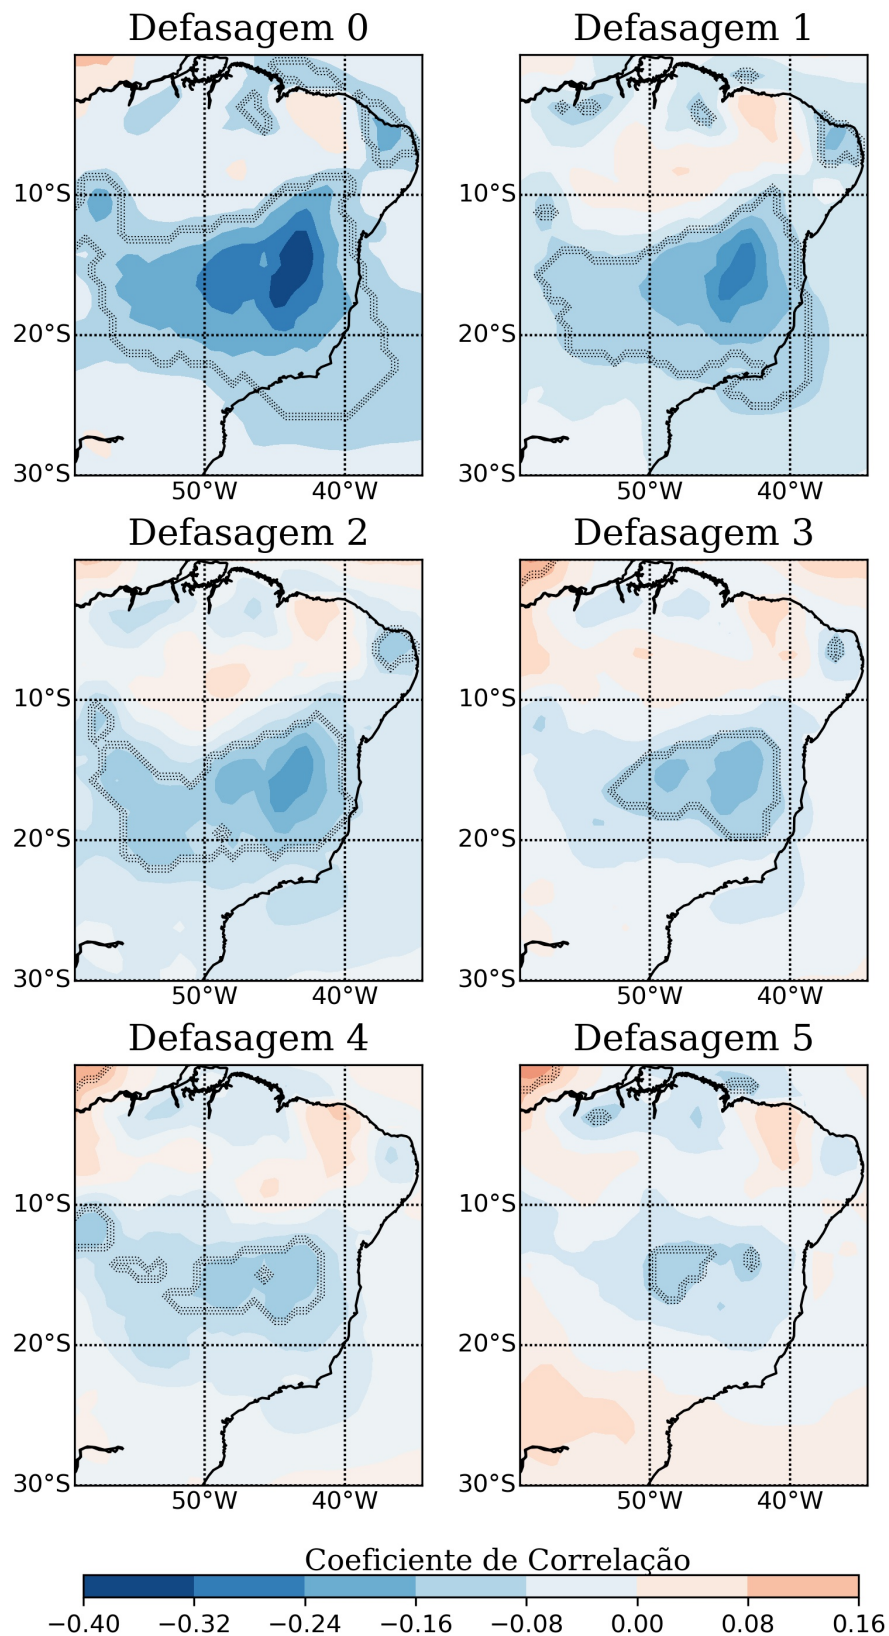 Defasagem 0
Defasagem 1
10°S
20°S
30°S
50°W
40°W
10°S
20°S
30°S
50°W
40°W
Defasagem 2
Defasagem 3
10°S
20°S
30°S
50°W
40°W
10°S
20°S
30°S
50°W
40°W
Defasagem 4
Defasagem 5
10°S
20°S
30°S
50°W
40°W
10°S
20°S
30°S
50°W
40°W
Coeficiente de Correlação
−0.40 −0.32 −0.24 −0.16 −0.08 0.00 0.08 0.16